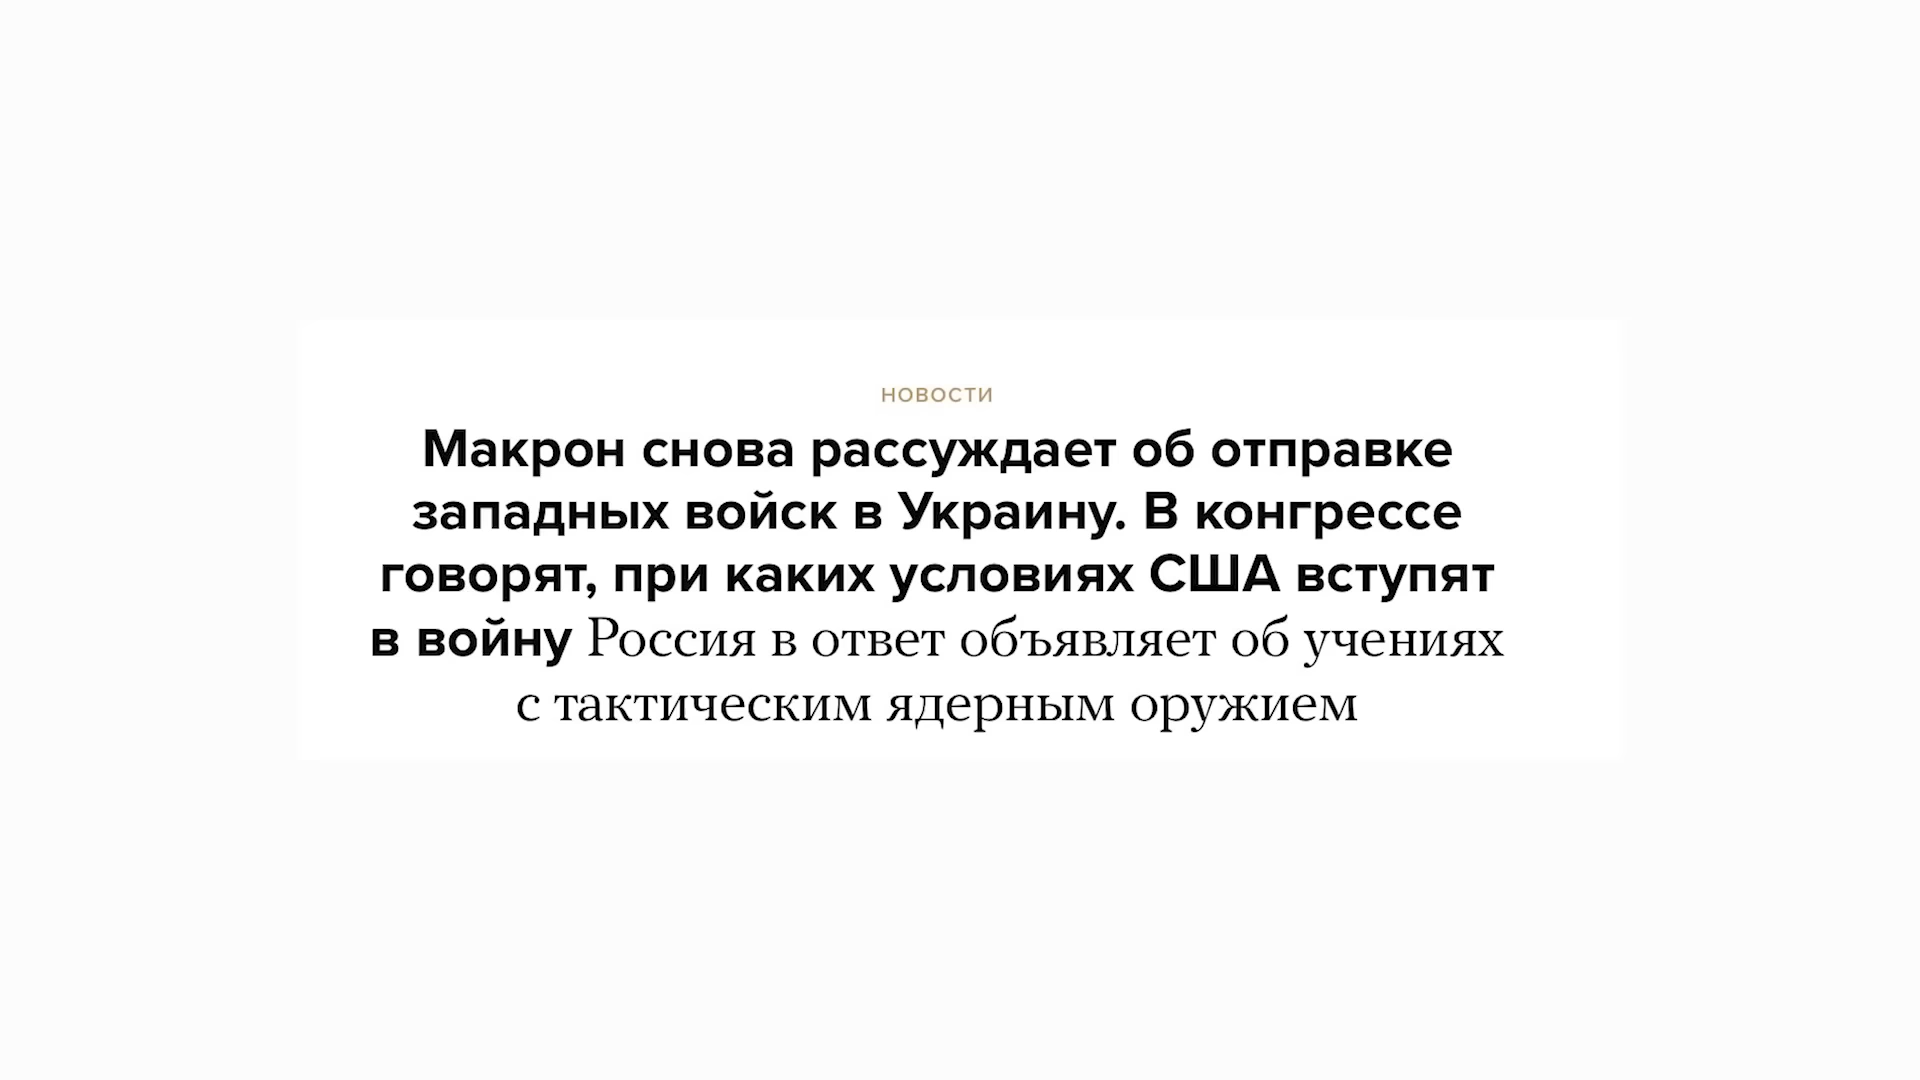 НОВОСТИ
Макрон снова рассуждает об отправке
западных войск в Украину. В конгрессе
говорят, при каких условиях США вступят
в войну Россия в ответ объявляет об учениях
с тактическим ядерным оружием